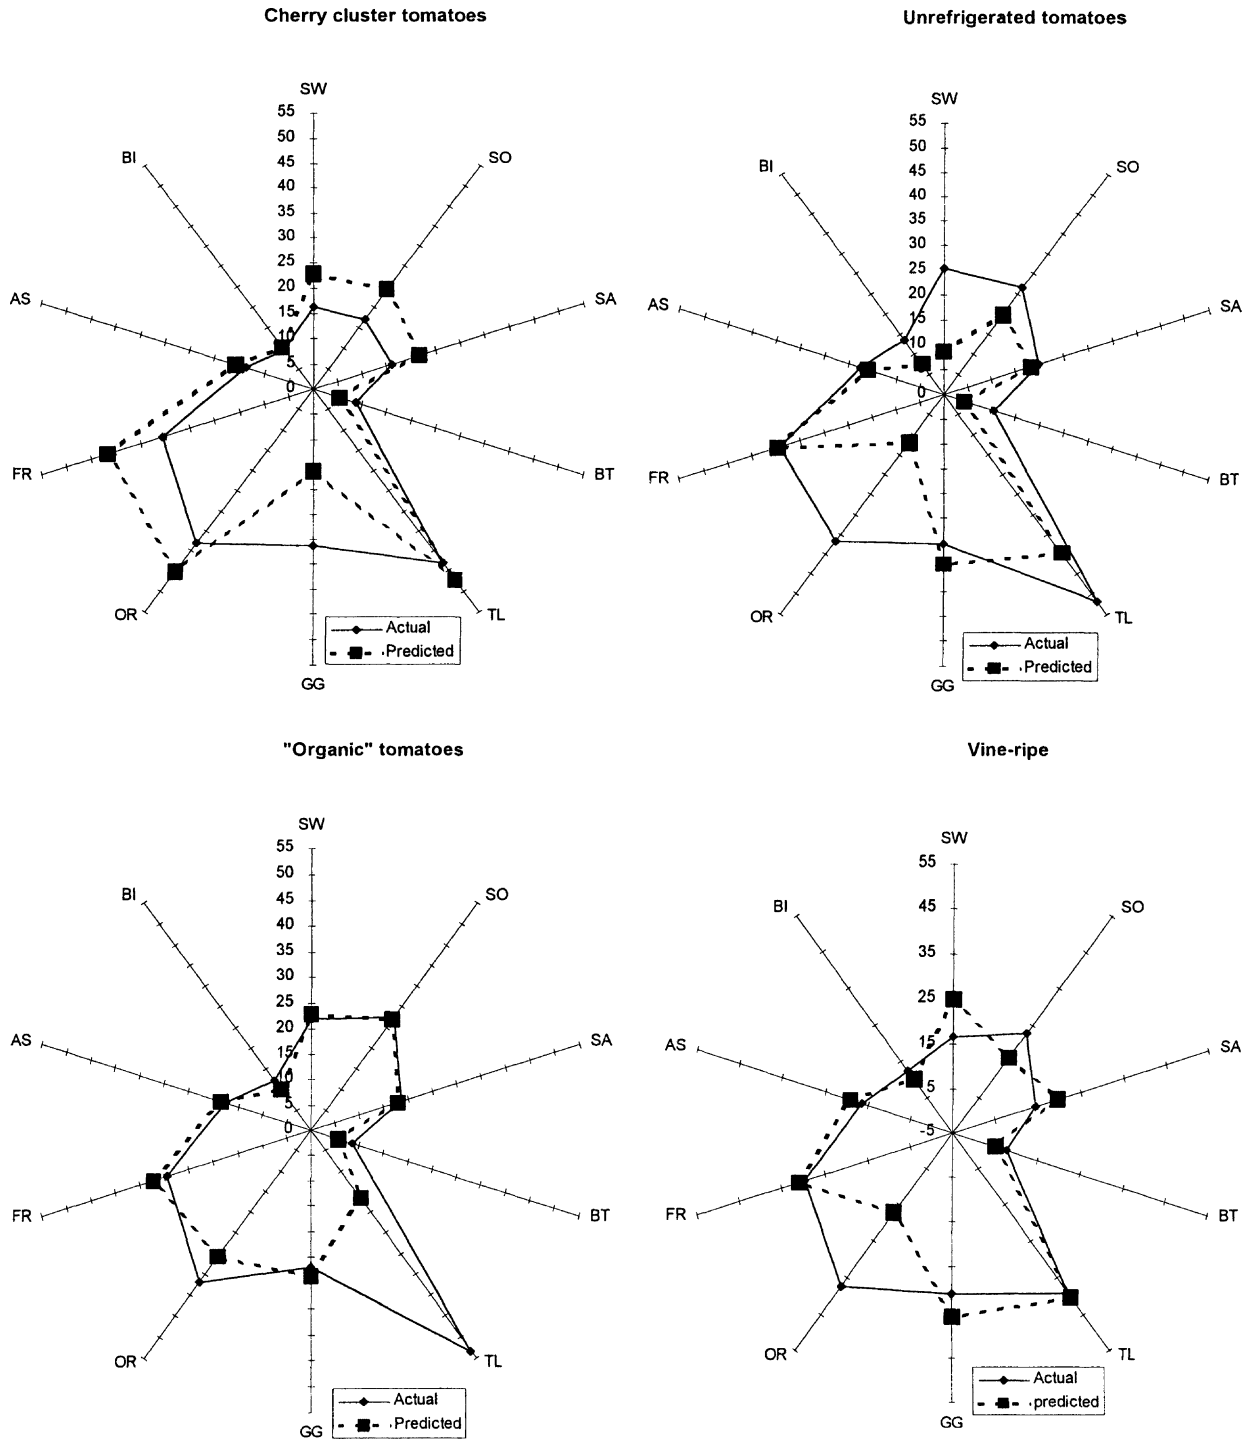 Cherry cluster tomatoes
SW
55
50
45
40
35
30
25
20
15
10
5
0
BI
SO
AS
SA
FR
BT
OR
TL
GG
Actual
Predicted
Unrefrigerated tomatoes
SW
55
50
45
40
35
30
25
20
15
10
0
BI
SO
AS
SA
FR
BT
OR
TL
GG
Actual
Predicted
"Organic" tomatoes
SW
55
50
45
40
35
30
25
20
15
10
5
0
BI
SO
AS
SA
FR
BT
OR
TL
GG
Actual
Predicted
Vine-ripe
SW
55
45
35
25
15
5
-5
BI
SO
AS
SA
FR
BT
OR
TL
GG
Actual
predicted